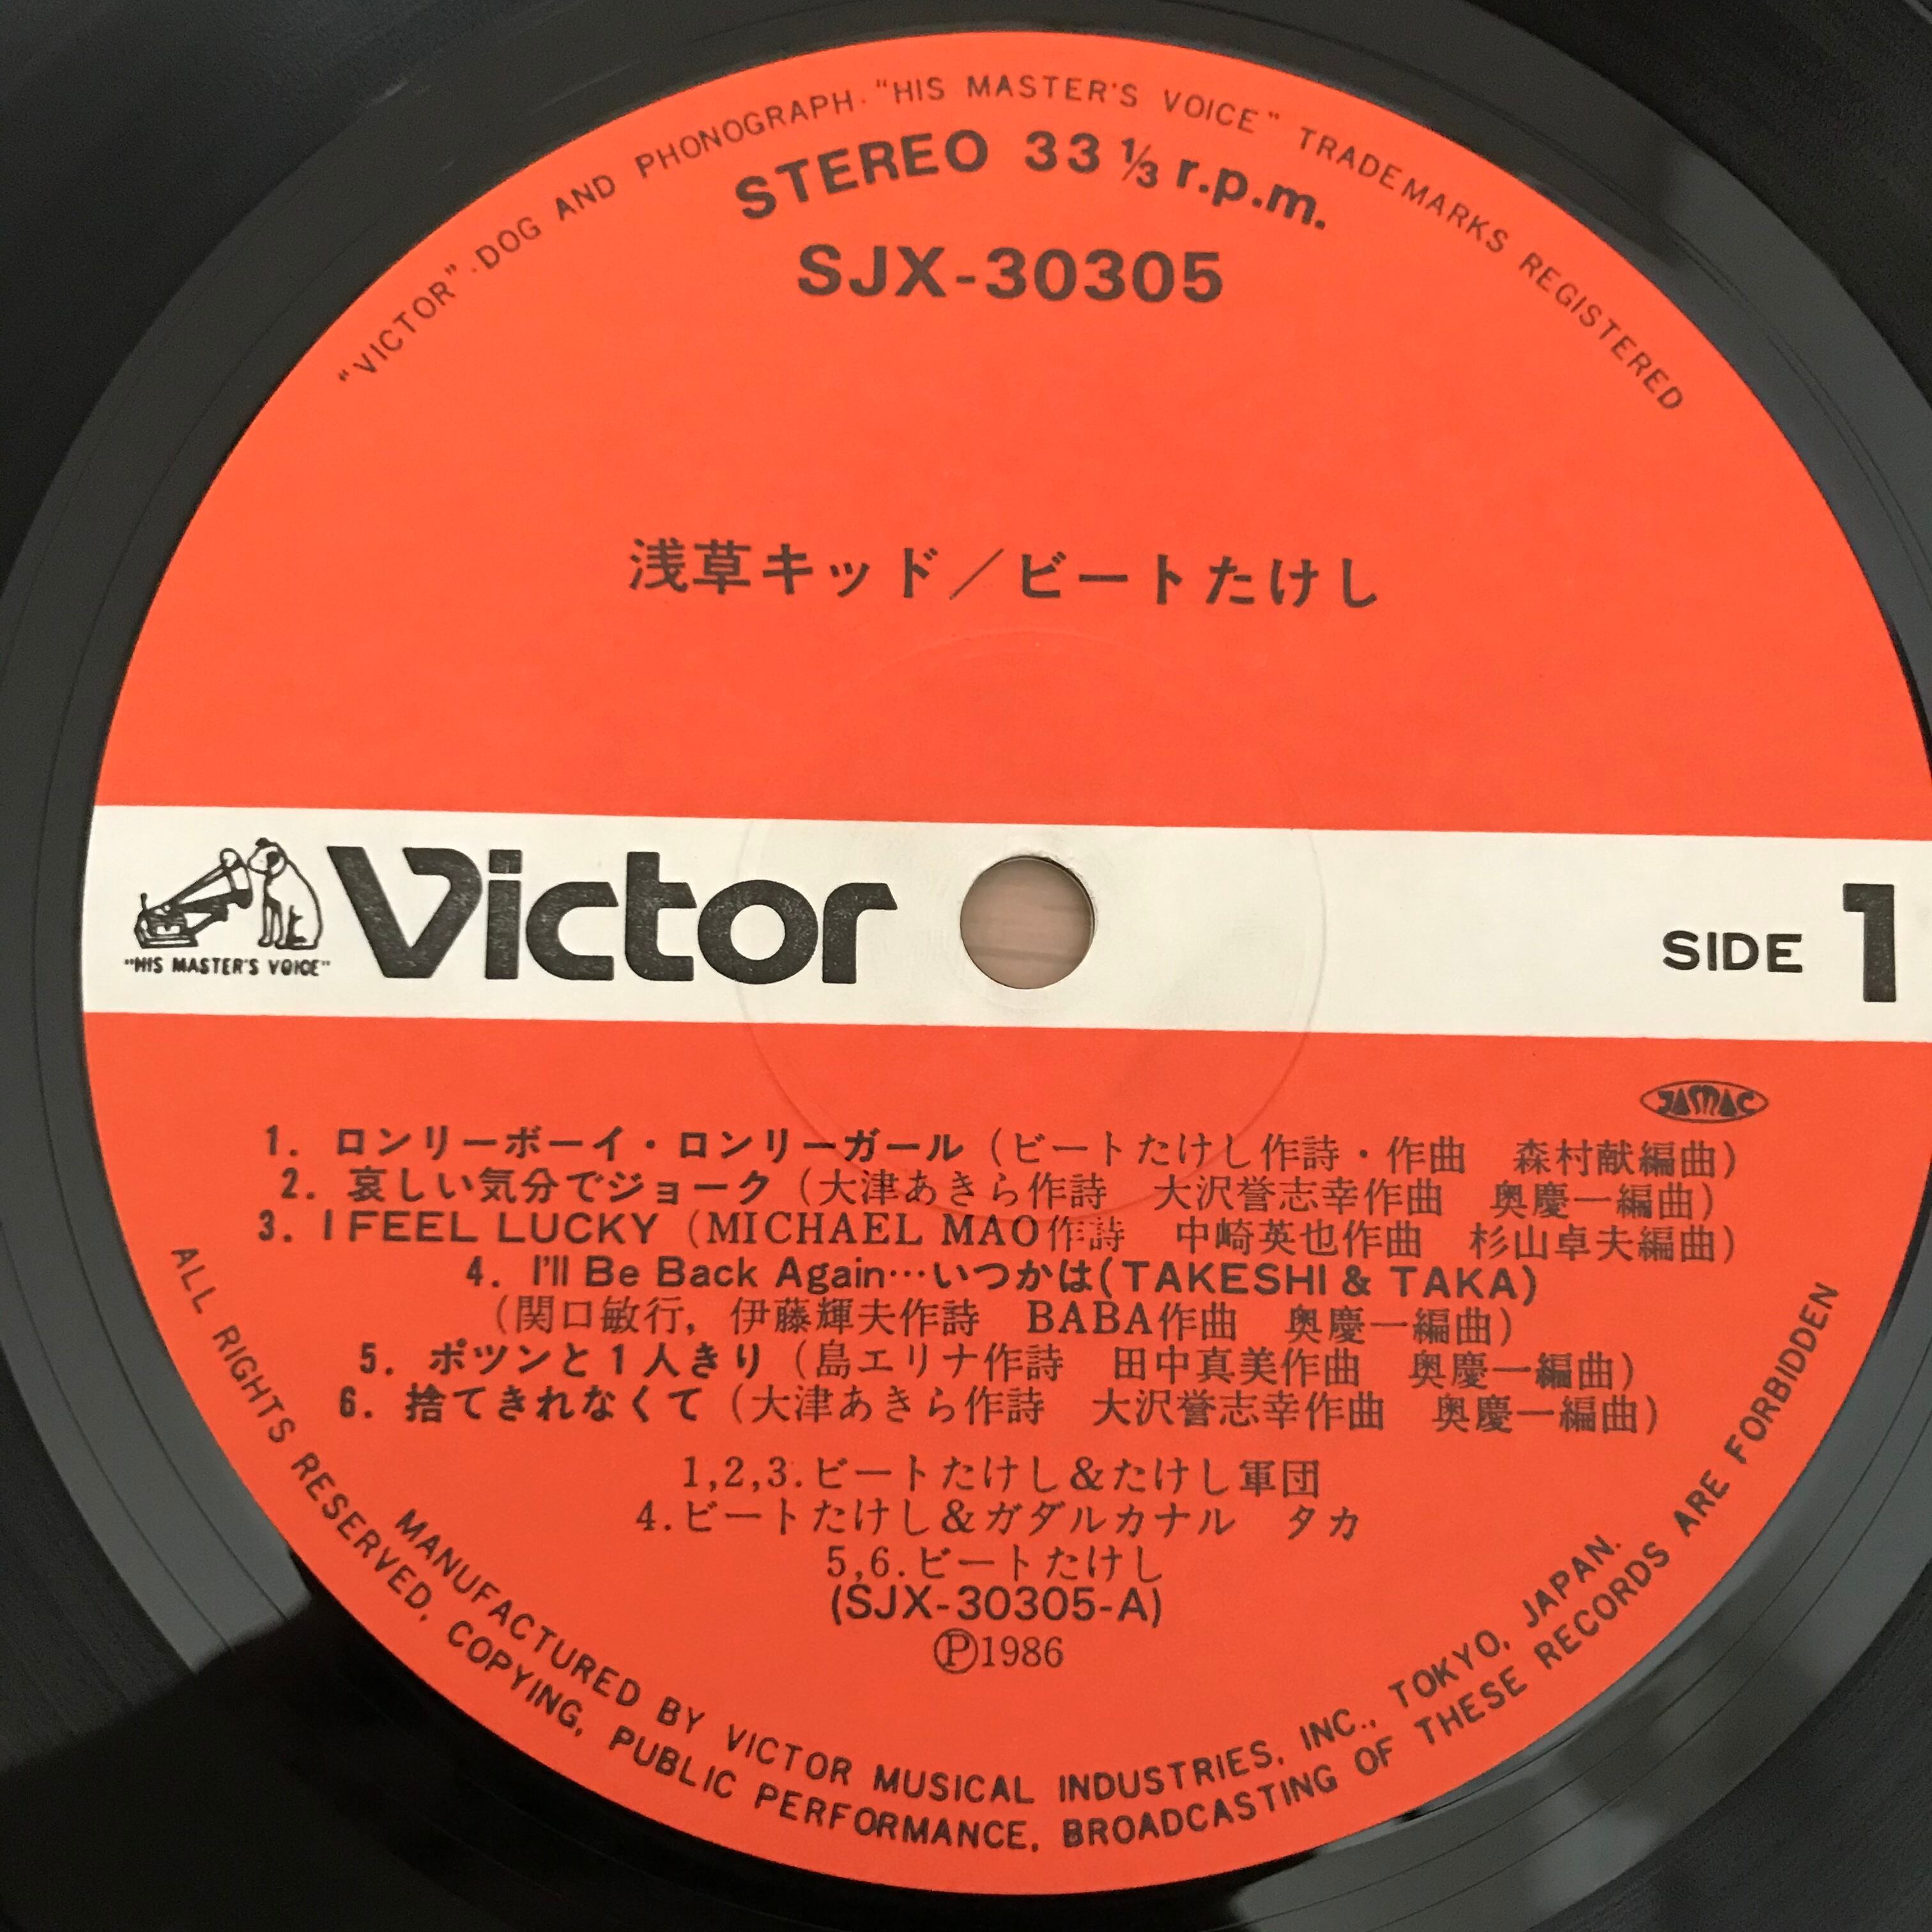 "VICTOR"·DOG AND PHONOGRAPH·"HIS MASTER'S VOICE" TRADEMARKS REGISTERED
STEREO 33 1/3 r.p.m.
SJX-30305
浅草キッド／ビートたけし
Victor
"HIS MASTER'S VOICE"
SIDE 1
JAMAC
1. ロンリーボーイ・ロンリーガール（ビートたけし作詩・作曲　森村献編曲）
2. 哀しい気分でジョーク（大津あきら作詩　大沢誉志幸作曲　奥慶一編曲）
3. I FEEL LUCKY（MICHAEL MAO作詩　中崎英也作曲　杉山卓夫編曲）
4. I'll Be Back Again…いつかは(TAKESHI & TAKA)
（関口敏行，伊藤輝夫作詩　BABA作曲　奥慶一編曲）
5. ポツンと1人きり（島エリナ作詩　田中真美作曲　奥慶一編曲）
6. 捨てきれなくて（大津あきら作詩　大沢誉志幸作曲　奥慶一編曲）
1,2,3.ビートたけし&たけし軍団
4.ビートたけし&ガダルカナル　タカ
5,6.ビートたけし
(SJX-30305-A)
Ⓟ1986
MANUFACTURED BY VICTOR MUSICAL INDUSTRIES, INC., TOKYO, JAPAN.
ALL RIGHTS RESERVED, COPYING, PUBLIC PERFORMANCE, BROADCASTING OF THESE RECORDS ARE FORBIDDEN